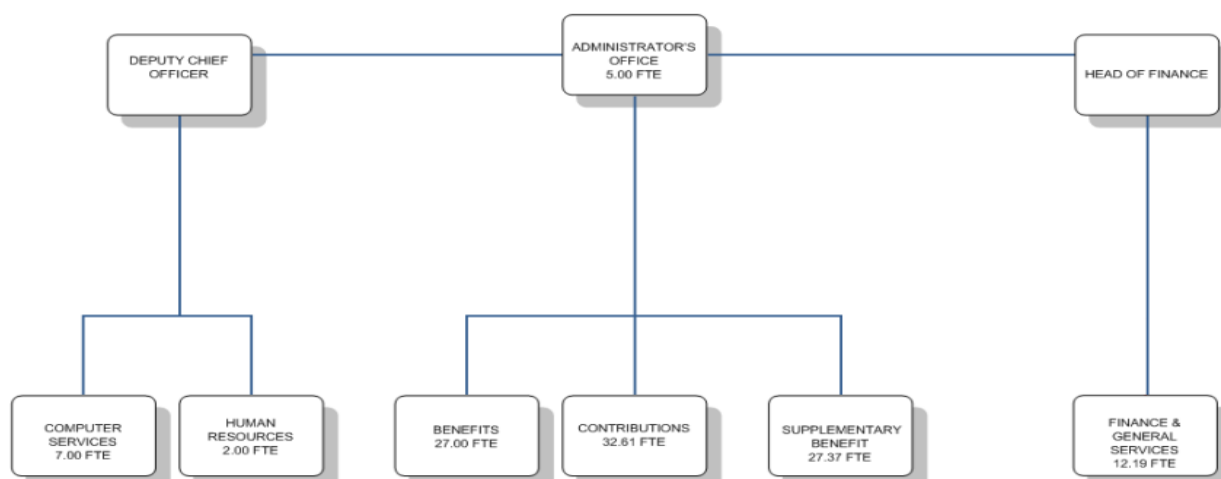 DEPUTY CHIEF
OFFICER
ADMINISTRATOR'S
OFFICE
5.00 FTE
HEAD OF FINANCE
COMPUTER
SERVICES
7.00 FTE
HUMAN
RESOURCES
2.00 FTE
BENEFITS
27.00 FTE
CONTRIBUTIONS
32.61 FTE
SUPPLEMENTARY
BENEFIT
27.37 FTE
FINANCE &
GENERAL
SERVICES
12.19 FTE